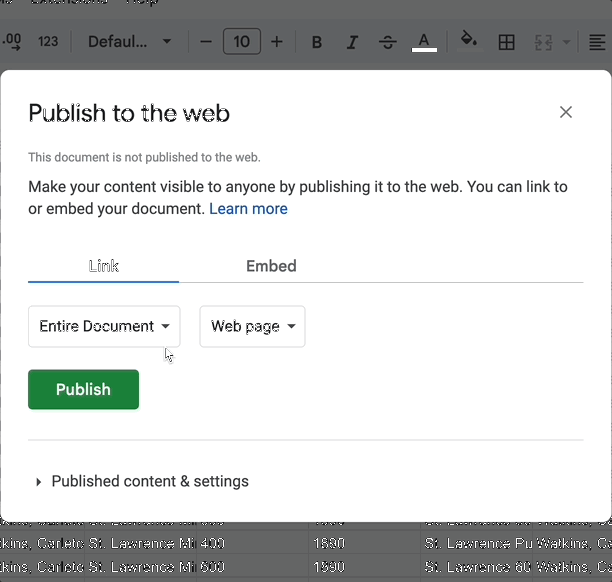 .00 123 Defaul... 10 B I A
Publish to the web
This document is not published to the web.
Make your content visible to anyone by publishing it to the web. You can link to
or embed your document. Learn more
Link Embed
Entire Document Web page
Publish
Published content & settings
kins, Carleto St. Lawrence Mi 400 1890 St. Lawrence Pu Watkins, Ca
kins, Carleto St. Lawrence Mi 600 1890 St. Lawrence 60 Watkins, Ca